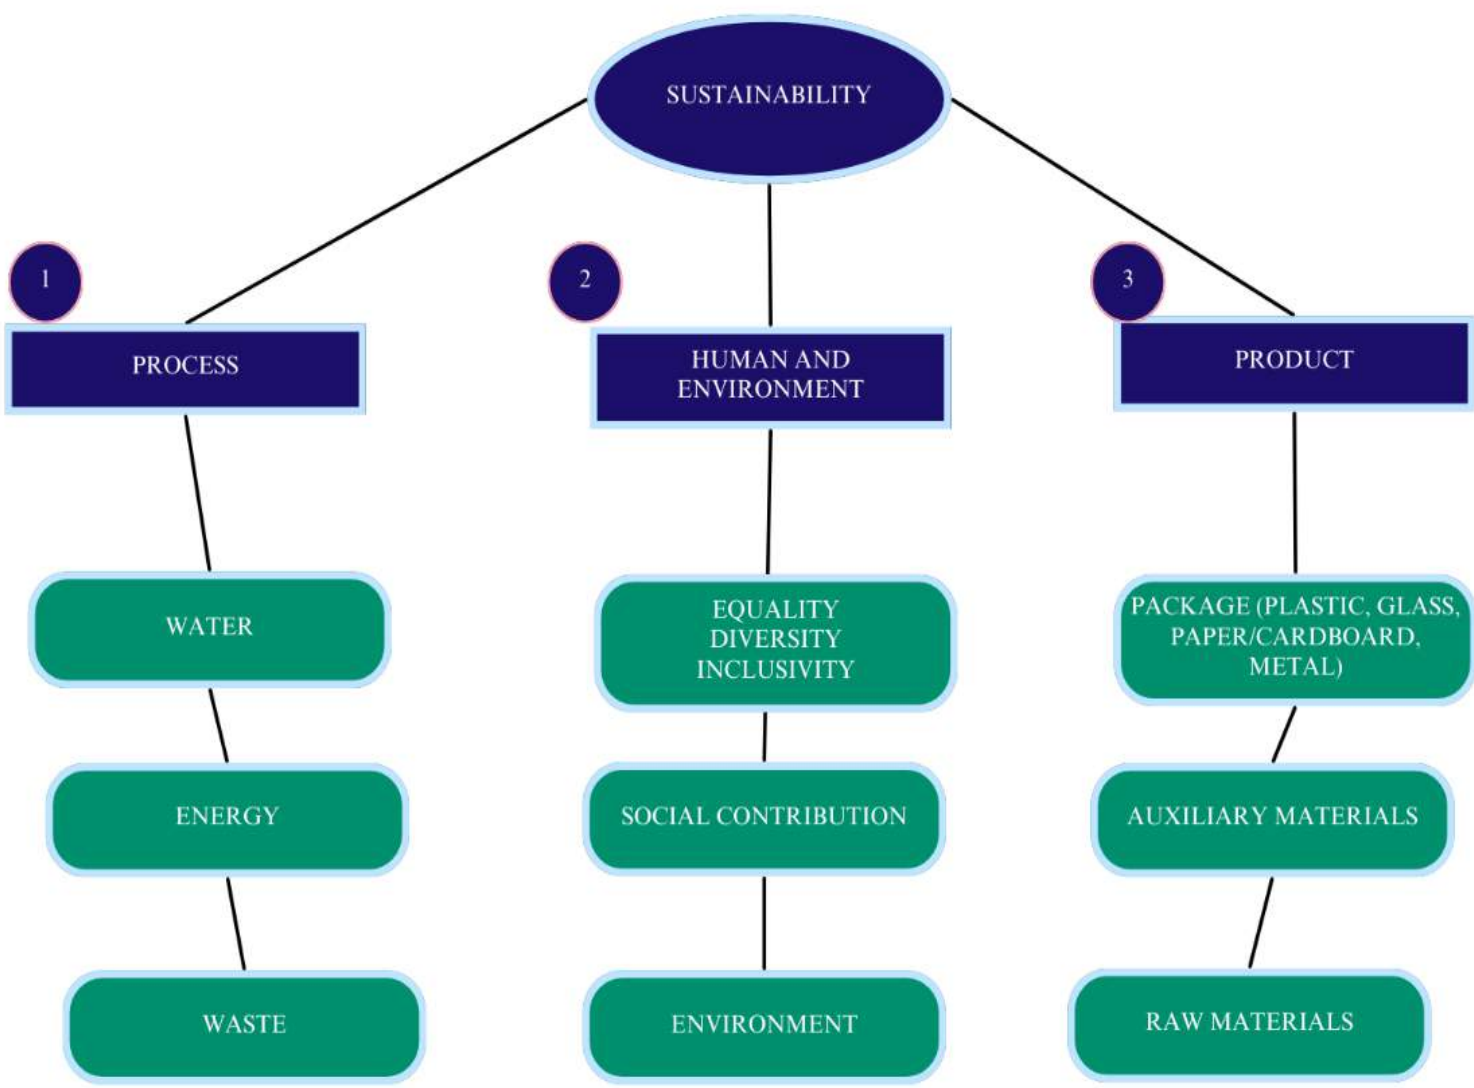 SUSTAINABILITY
1
PROCESS
WATER
ENERGY
WASTE
2
HUMAN AND
ENVIRONMENT
EQUALITY
DIVERSITY
INCLUSIVITY
SOCIAL CONTRIBUTION
ENVIRONMENT
3
PRODUCT
PACKAGE (PLASTIC, GLASS,
PAPER/CARDBOARD,
METAL)
AUXILIARY MATERIALS
RAW MATERIALS